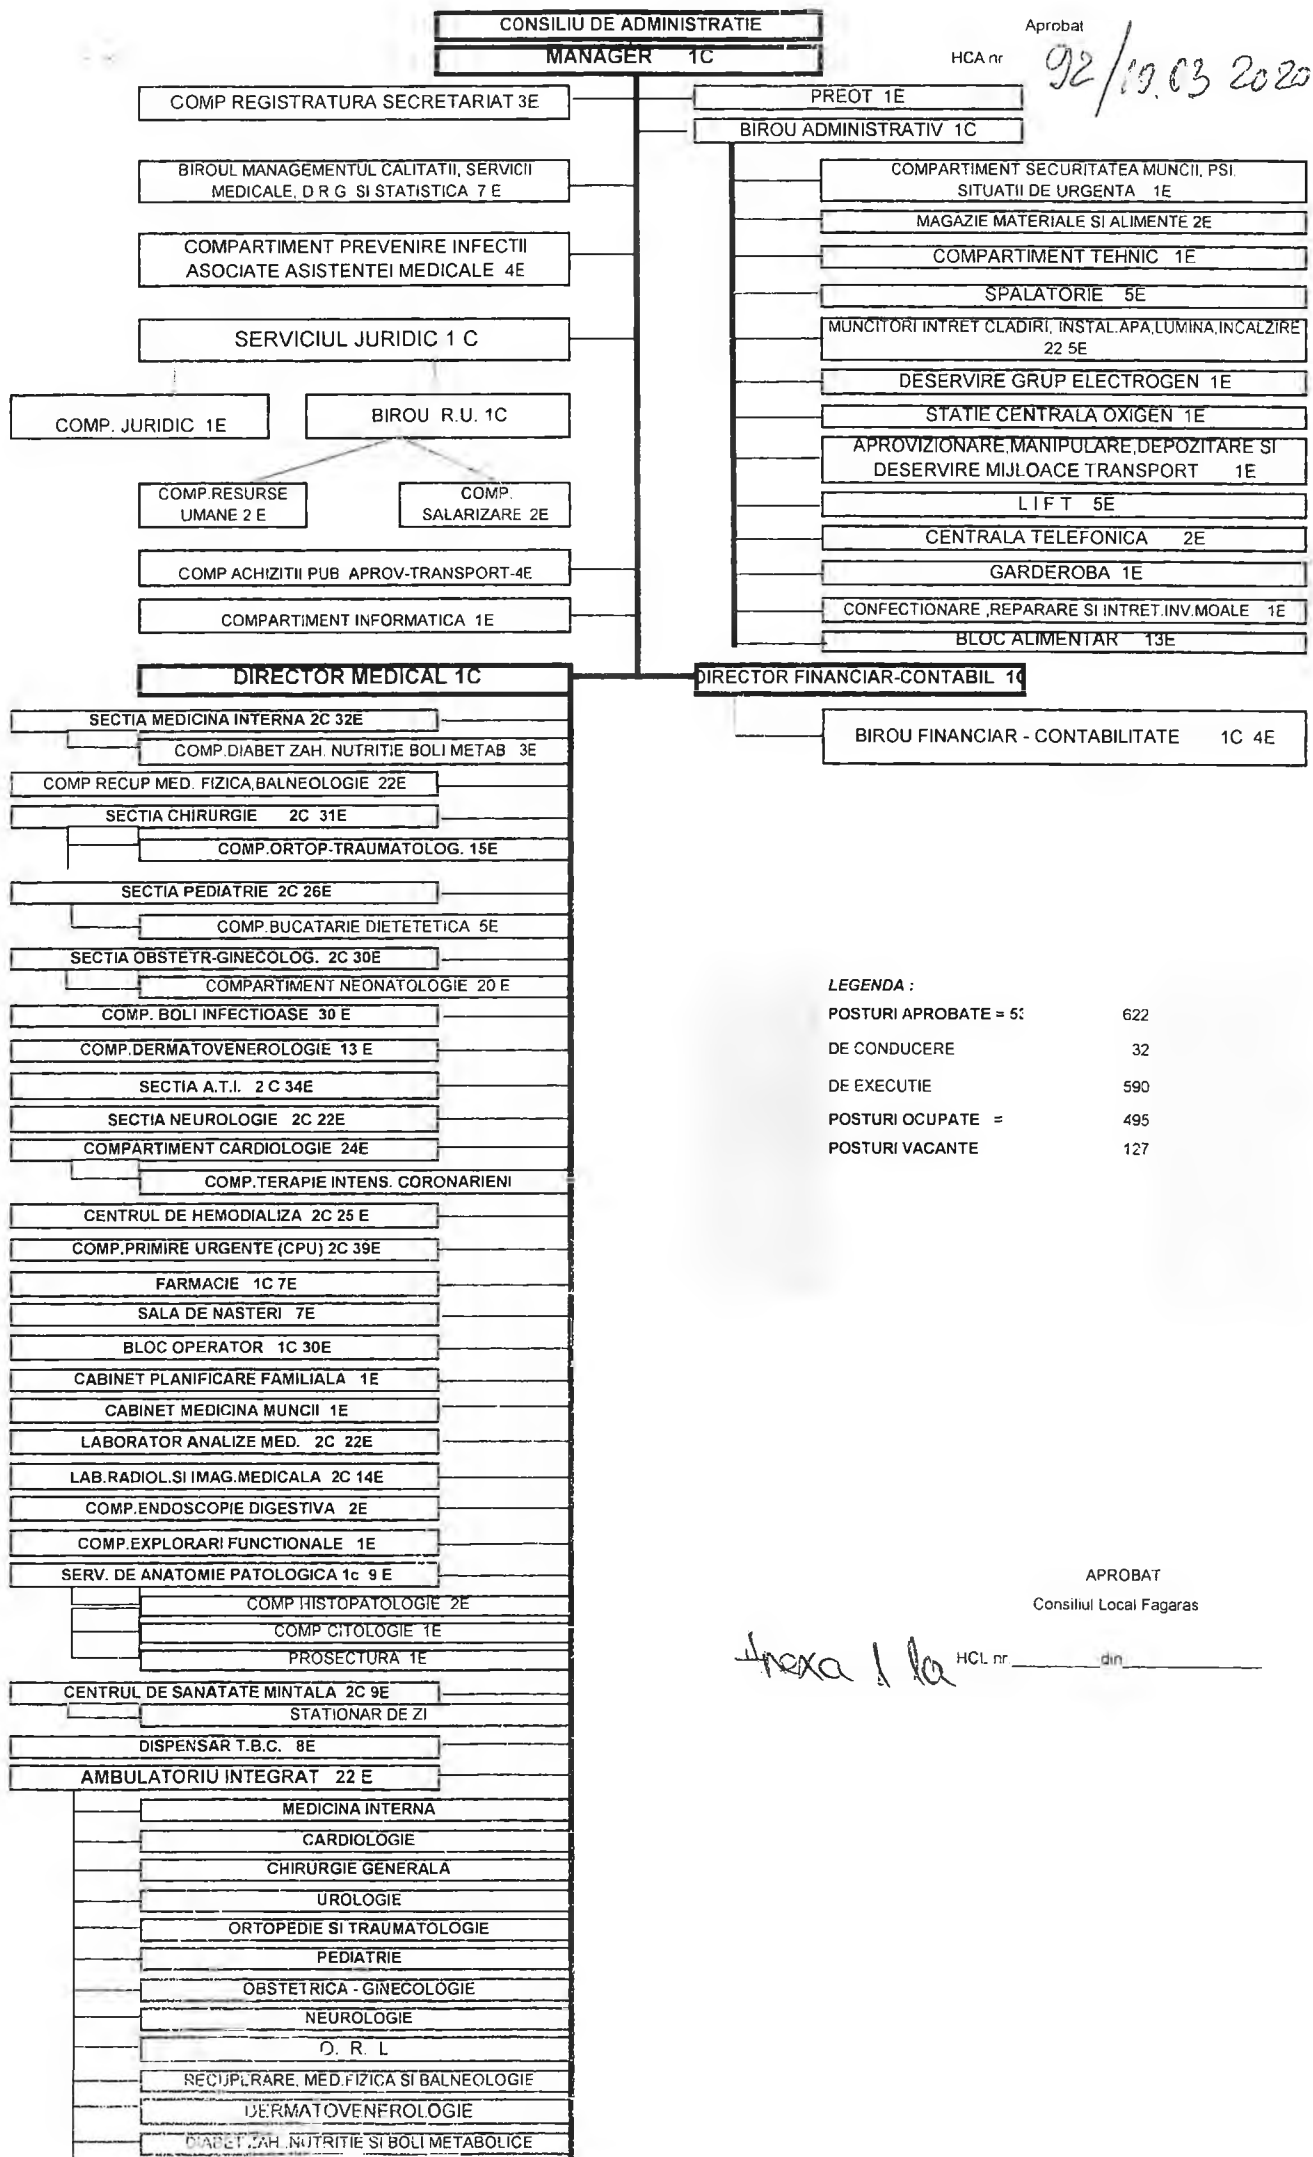 CONSILIU DE ADMINISTRATIE
MANAGER 1C
Aprobat
HCA nr 92/19.03 2020
COMP REGISTRATURA SECRETARIAT 3E
PREOT 1E
BIROU ADMINISTRATIV 1C
BIROUL MANAGEMENTUL CALITATII, SERVICII
MEDICALE, D R G SI STATISTICA 7 E
COMPARTIMENT PREVENIRE INFECTII
ASOCIATE ASISTENTEI MEDICALE 4E
SERVICIUL JURIDIC 1 C
COMP. JURIDIC 1E
BIROU R.U. 1C
COMP.RESURSE
UMANE 2 E
COMP.
SALARIZARE 2E
COMP ACHIZITII PUB APROV-TRANSPORT-4E
COMPARTIMENT INFORMATICA 1E
COMPARTIMENT SECURITATEA MUNCII, PSI.
SITUATII DE URGENTA 1E
MAGAZIE MATERIALE SI ALIMENTE 2E
COMPARTIMENT TEHNIC 1E
SPALATORIE 5E
MUNCITORI INTRET CLADIRI, INSTAL.APA,LUMINA,INCALZIRE
22 5E
DESERVIRE GRUP ELECTROGEN 1E
STATIE CENTRALA OXIGEN 1E
APROVIZIONARE,MANIPULARE,DEPOZITARE SI
DESERVIRE MIJLOACE TRANSPORT 1E
L I F T 5E
CENTRALA TELEFONICA 2E
GARDEROBA 1E
CONFECTIONARE ,REPARARE SI INTRET.INV.MOALE 1E
BLOC ALIMENTAR 13E
DIRECTOR MEDICAL 1C
DIRECTOR FINANCIAR-CONTABIL 1C
BIROU FINANCIAR - CONTABILITATE 1C 4E
SECTIA MEDICINA INTERNA 2C 32E
COMP.DIABET ZAH. NUTRITIE BOLI METAB 3E
COMP RECUP MED. FIZICA,BALNEOLOGIE 22E
SECTIA CHIRURGIE 2C 31E
COMP.ORTOP-TRAUMATOLOG. 15E
SECTIA PEDIATRIE 2C 26E
COMP.BUCATARIE DIETETETICA 5E
SECTIA OBSTETR-GINECOLOG. 2C 30E
COMPARTIMENT NEONATOLOGIE 20 E
COMP. BOLI INFECTIOASE 30 E
COMP.DERMATOVENEROLOGIE 13 E
SECTIA A.T.I. 2 C 34E
SECTIA NEUROLOGIE 2C 22E
COMPARTIMENT CARDIOLOGIE 24E
COMP.TERAPIE INTENS. CORONARIENI
CENTRUL DE HEMODIALIZA 2C 25 E
COMP.PRIMIRE URGENTE (CPU) 2C 39E
FARMACIE 1C 7E
SALA DE NASTERI 7E
BLOC OPERATOR 1C 30E
CABINET PLANIFICARE FAMILIALA 1E
CABINET MEDICINA MUNCII 1E
LABORATOR ANALIZE MED. 2C 22E
LAB.RADIOL.SI IMAG.MEDICALA 2C 14E
COMP.ENDOSCOPIE DIGESTIVA 2E
COMP.EXPLORARI FUNCTIONALE 1E
SERV. DE ANATOMIE PATOLOGICA 1c 9 E
COMP HISTOPATOLOGIE 2E
COMP CITOLOGIE 1E
PROSECTURA 1E
CENTRUL DE SANATATE MINTALA 2C 9E
STATIONAR DE ZI
DISPENSAR T.B.C. 8E
AMBULATORIU INTEGRAT 22 E
MEDICINA INTERNA
CARDIOLOGIE
CHIRURGIE GENERALA
UROLOGIE
ORTOPEDIE SI TRAUMATOLOGIE
PEDIATRIE
OBSTETRICA - GINECOLOGIE
NEUROLOGIE
O. R. L
RECUPERARE, MED.FIZICA SI BALNEOLOGIE
DERMATOVENEROLOGIE
DIABET ZAH. NUTRITIE SI BOLI METABOLICE
LEGENDA :
POSTURI APROBATE = 53 622
DE CONDUCERE 32
DE EXECUTIE 590
POSTURI OCUPATE = 495
POSTURI VACANTE 127
APROBAT
Consiliul Local Fagaras
Anexa 1 la HCL nr. din